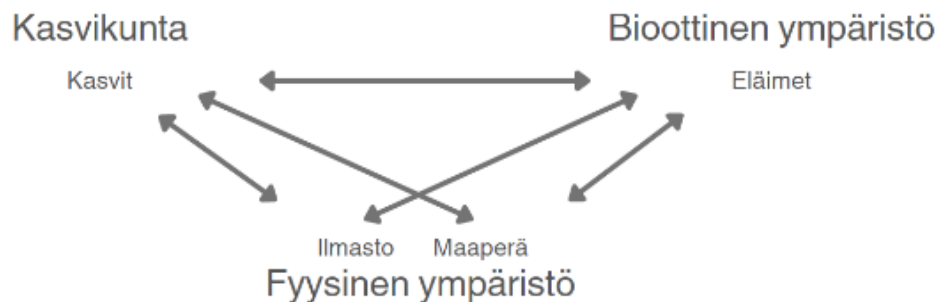 Kasvikunta
Bioottinen ympäristö
Kasvit
Eläimet
Ilmasto
Maaperä
Fyysinen ympäristö